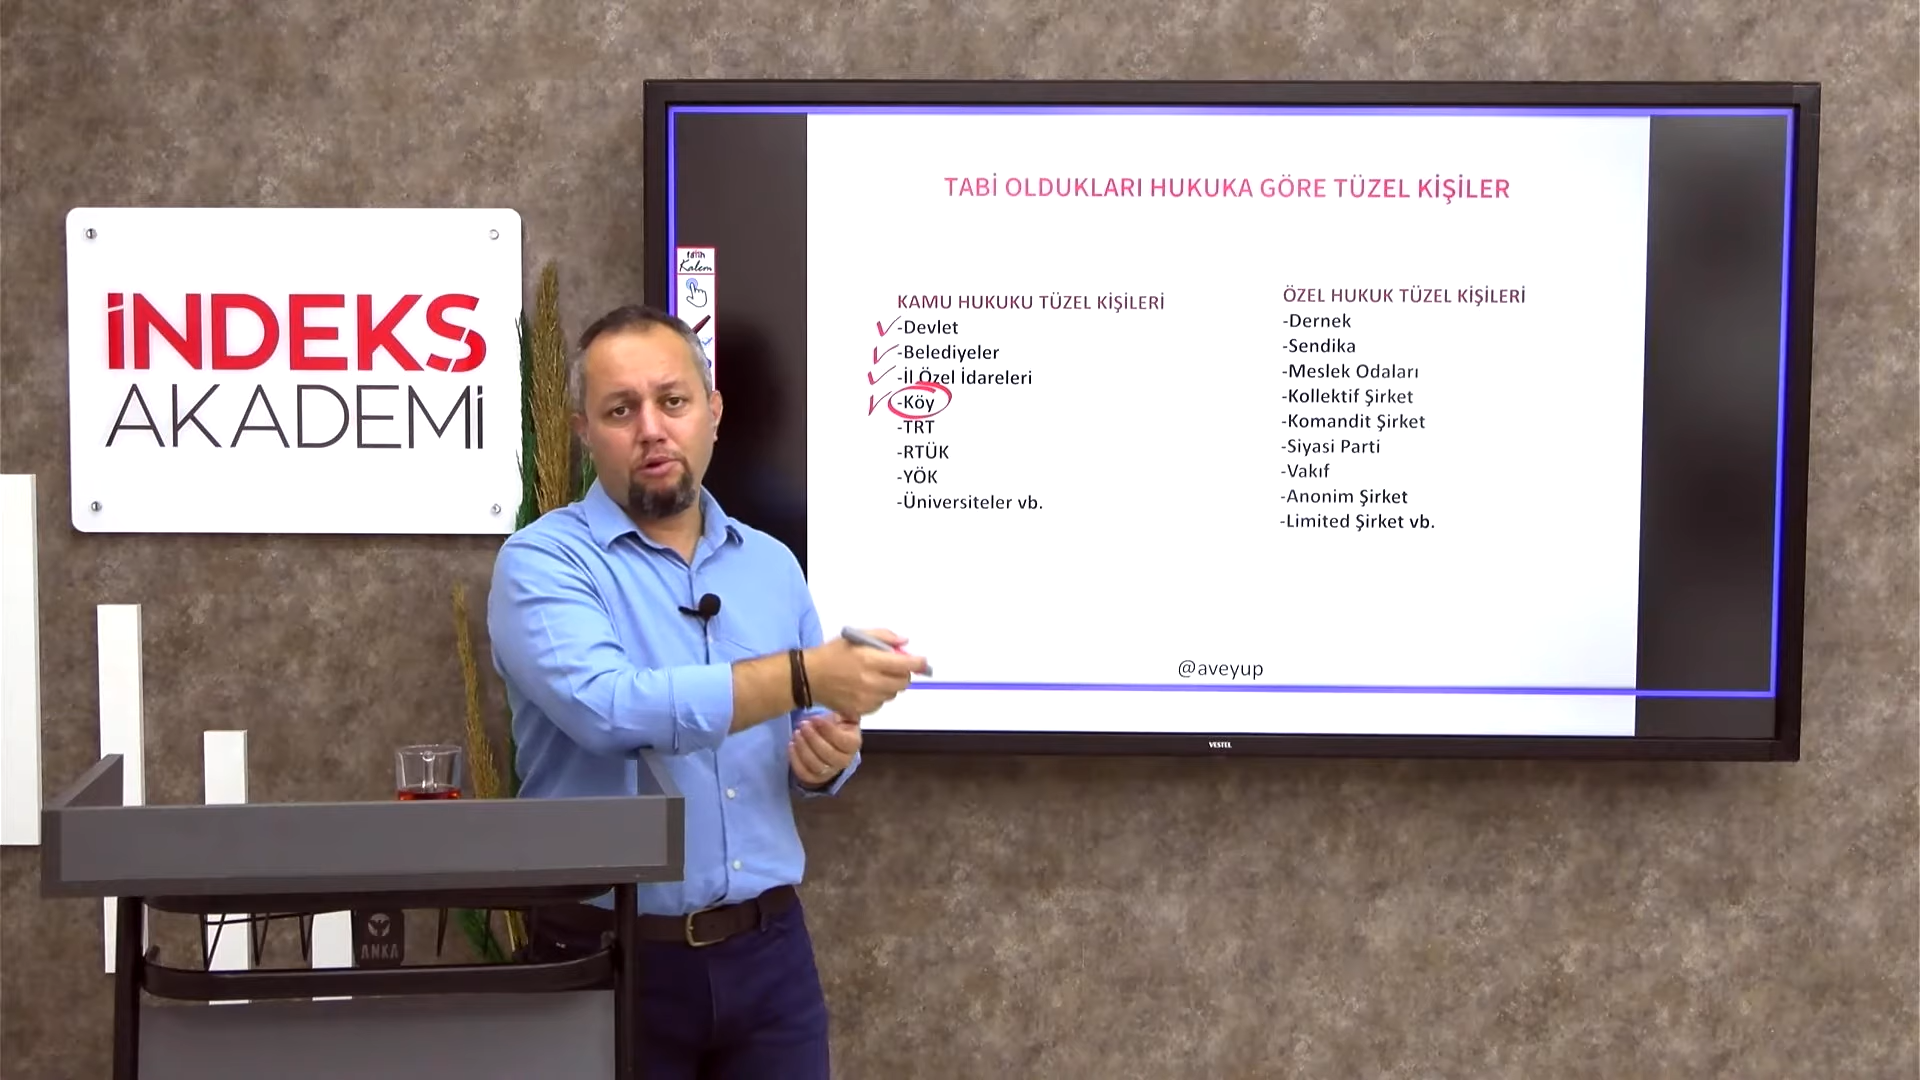 İNDEKS
AKADEMİ
fatih
Kalem
TABİ OLDUKLARI HUKUKA GÖRE TÜZEL KİŞİLER
KAMU HUKUKU TÜZEL KİŞİLERİ
-Devlet
-Belediyeler
-İl Özel İdareleri
-Köy
-TRT
-RTÜK
-YÖK
-Üniversiteler vb.
ÖZEL HUKUK TÜZEL KİŞİLERİ
-Dernek
-Sendika
-Meslek Odaları
-Kollektif Şirket
-Komandit Şirket
-Siyasi Parti
-Vakıf
-Anonim Şirket
-Limited Şirket vb.
@aveyup
VESTEL
ANKA